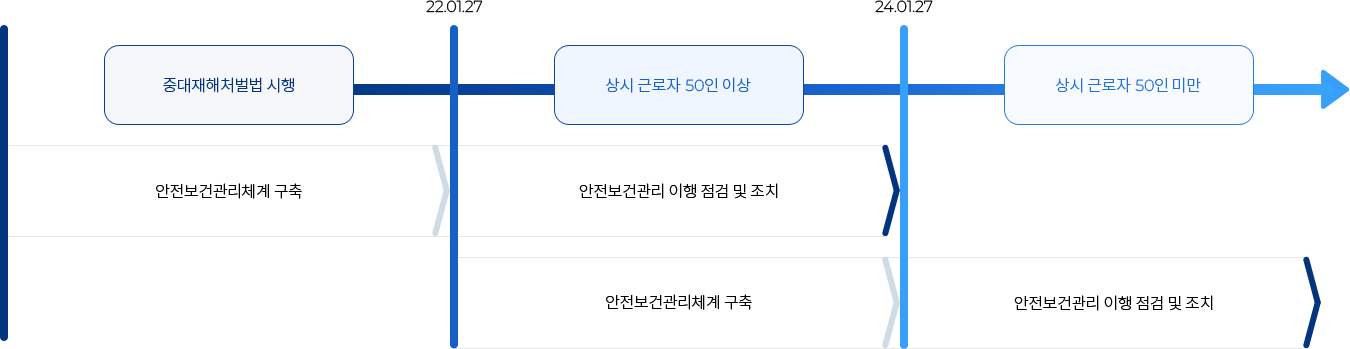 22.01.27
24.01.27
중대재해처벌법 시행
상시 근로자 50인 이상
상시 근로자 50인 미만
안전보건관리체계 구축
안전보건관리 이행 점검 및 조치
안전보건관리체계 구축
안전보건관리 이행 점검 및 조치